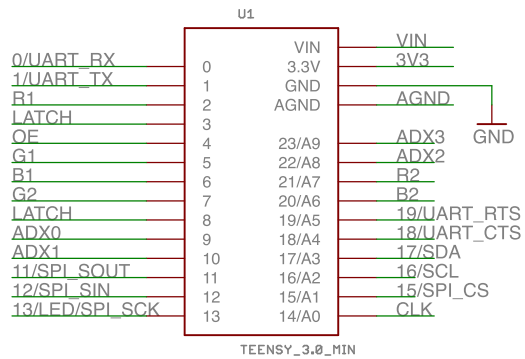 U1
VIN VIN
3.3V 3V3
0/UART_RX 0
1/UART_TX 1 GND
R1 2 AGND AGND
LATCH 3 GND
OE 4 23/A9 ADX3
G1 5 22/A8 ADX2
B1 6 21/A7 R2
G2 7 20/A6 B2
LATCH 8 19/A5 19/UART_RTS
ADX0 9 18/A4 18/UART_CTS
ADX1 10 17/A3 17/SDA
11/SPI_SOUT 11 16/A2 16/SCL
12/SPI_SIN 12 15/A1 15/SPI_CS
13/LED/SPI_SCK 13 14/A0 CLK
TEENSY_3.0_MIN